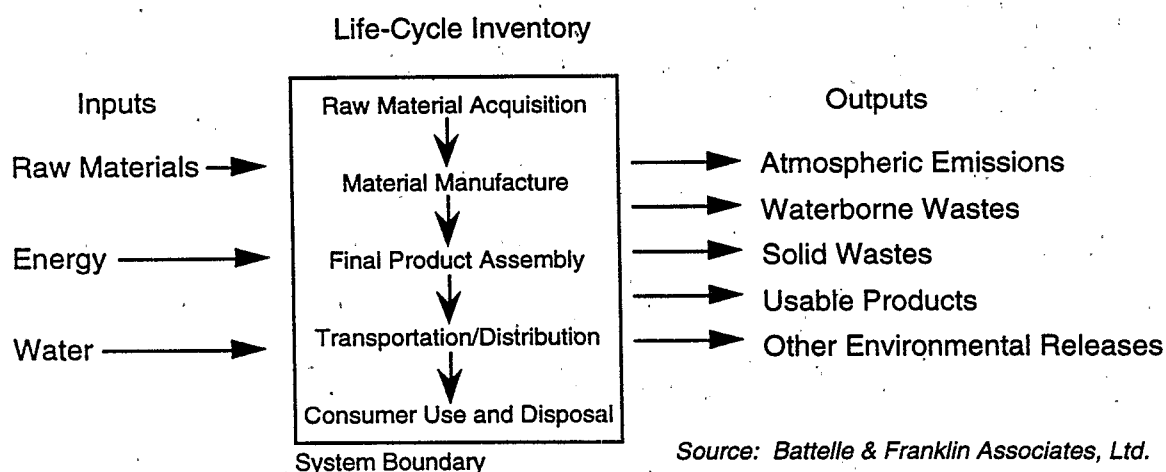 Life-Cycle Inventory
Inputs
Raw Materials
Energy
Water
Raw Material Acquisition
Material Manufacture
Final Product Assembly
Transportation/Distribution
Consumer Use and Disposal
System Boundary
Outputs
Atmospheric Emissions
Waterborne Wastes
Solid Wastes
Usable Products
Other Environmental Releases
Source: Battelle & Franklin Associates, Ltd.